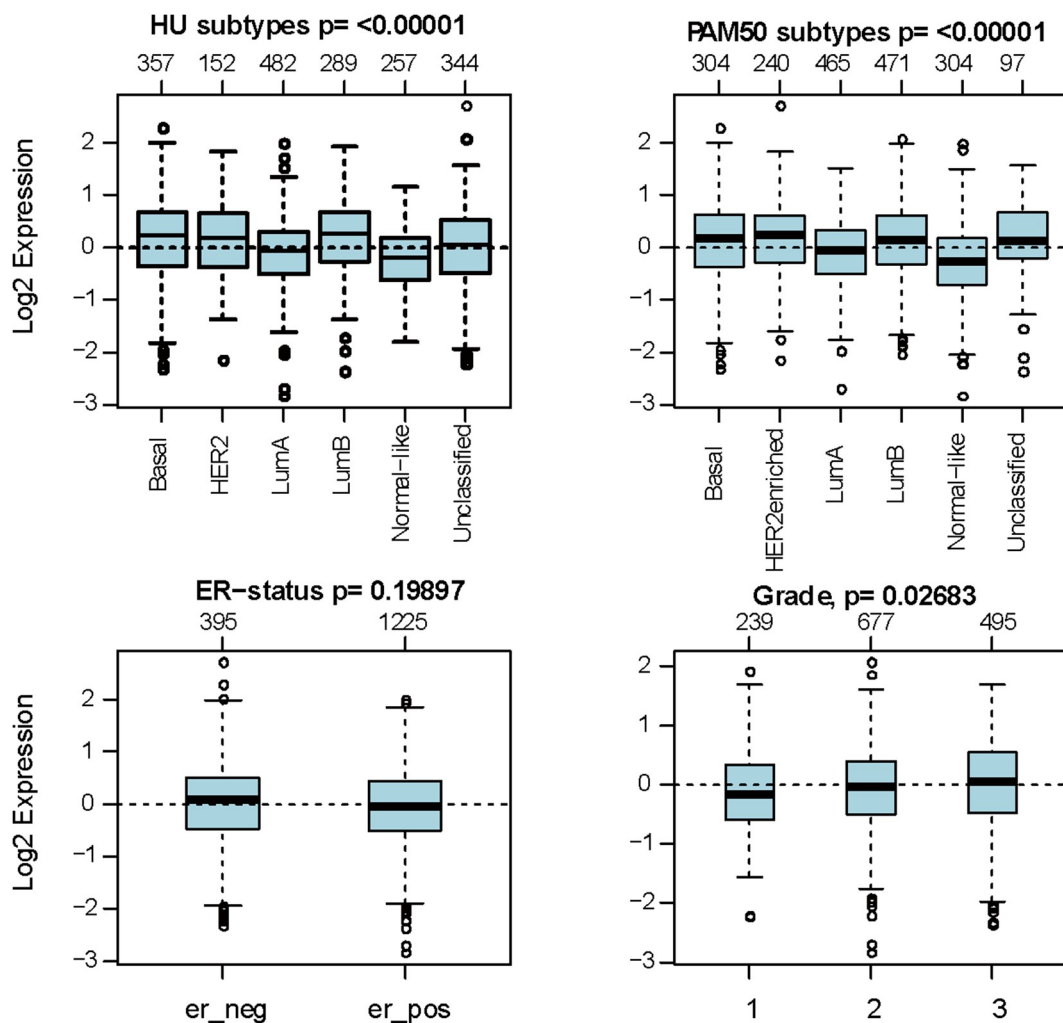 HU subtypes p= <0.00001
357 152 482 289 257 344
Log2 Expression
2
1
0
−1
−2
−3
Basal
HER2
LumA
LumB
Normal−like
Unclassified
PAM50 subtypes p= <0.00001
304 240 465 471 304 97
2
1
0
−1
−2
−3
Basal
HER2enriched
LumA
LumB
Normal−like
Unclassified
ER−status p= 0.19897
395 1225
Log2 Expression
2
1
0
−1
−2
−3
er_neg er_pos
Grade, p= 0.02683
239 677 495
2
1
0
−1
−2
−3
1 2 3